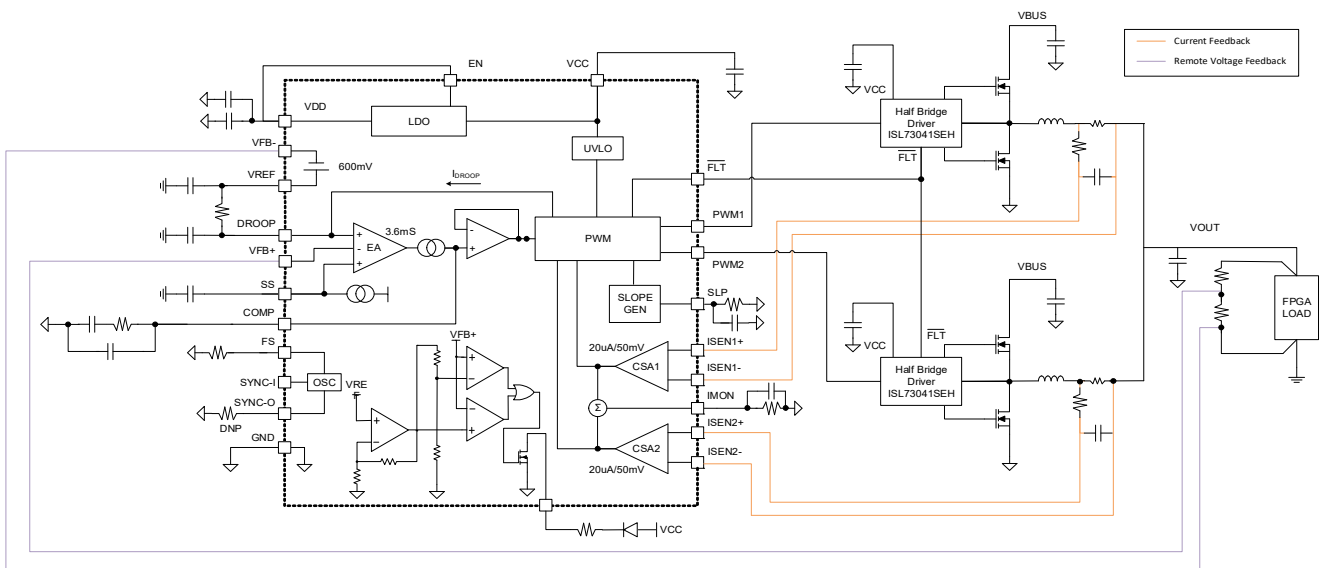 VBUS
Current Feedback
Remote Voltage Feedback
EN
VCC
VCC
Half Bridge
Driver
ISL73041SEH
FLT
VDD
LDO
UVLO
VFB-
600mV
VREF
FLT
IDROOP
DROOP
3.6mS
EA
PWM
PWM1
VFB+
PWM2
VOUT
SS
SLOPE
GEN
SLP
VBUS
FPGA
LOAD
COMP
VCC
FLT
Half Bridge
Driver
ISL73041SEH
FS
VFB+
20uA/50mV
CSA1
ISEN1+
ISEN1-
SYNC-I
OSC
VRE
IMON
Σ
SYNC-O
DNP
ISEN2+
GND
CSA2
20uA/50mV
ISEN2-
VCC